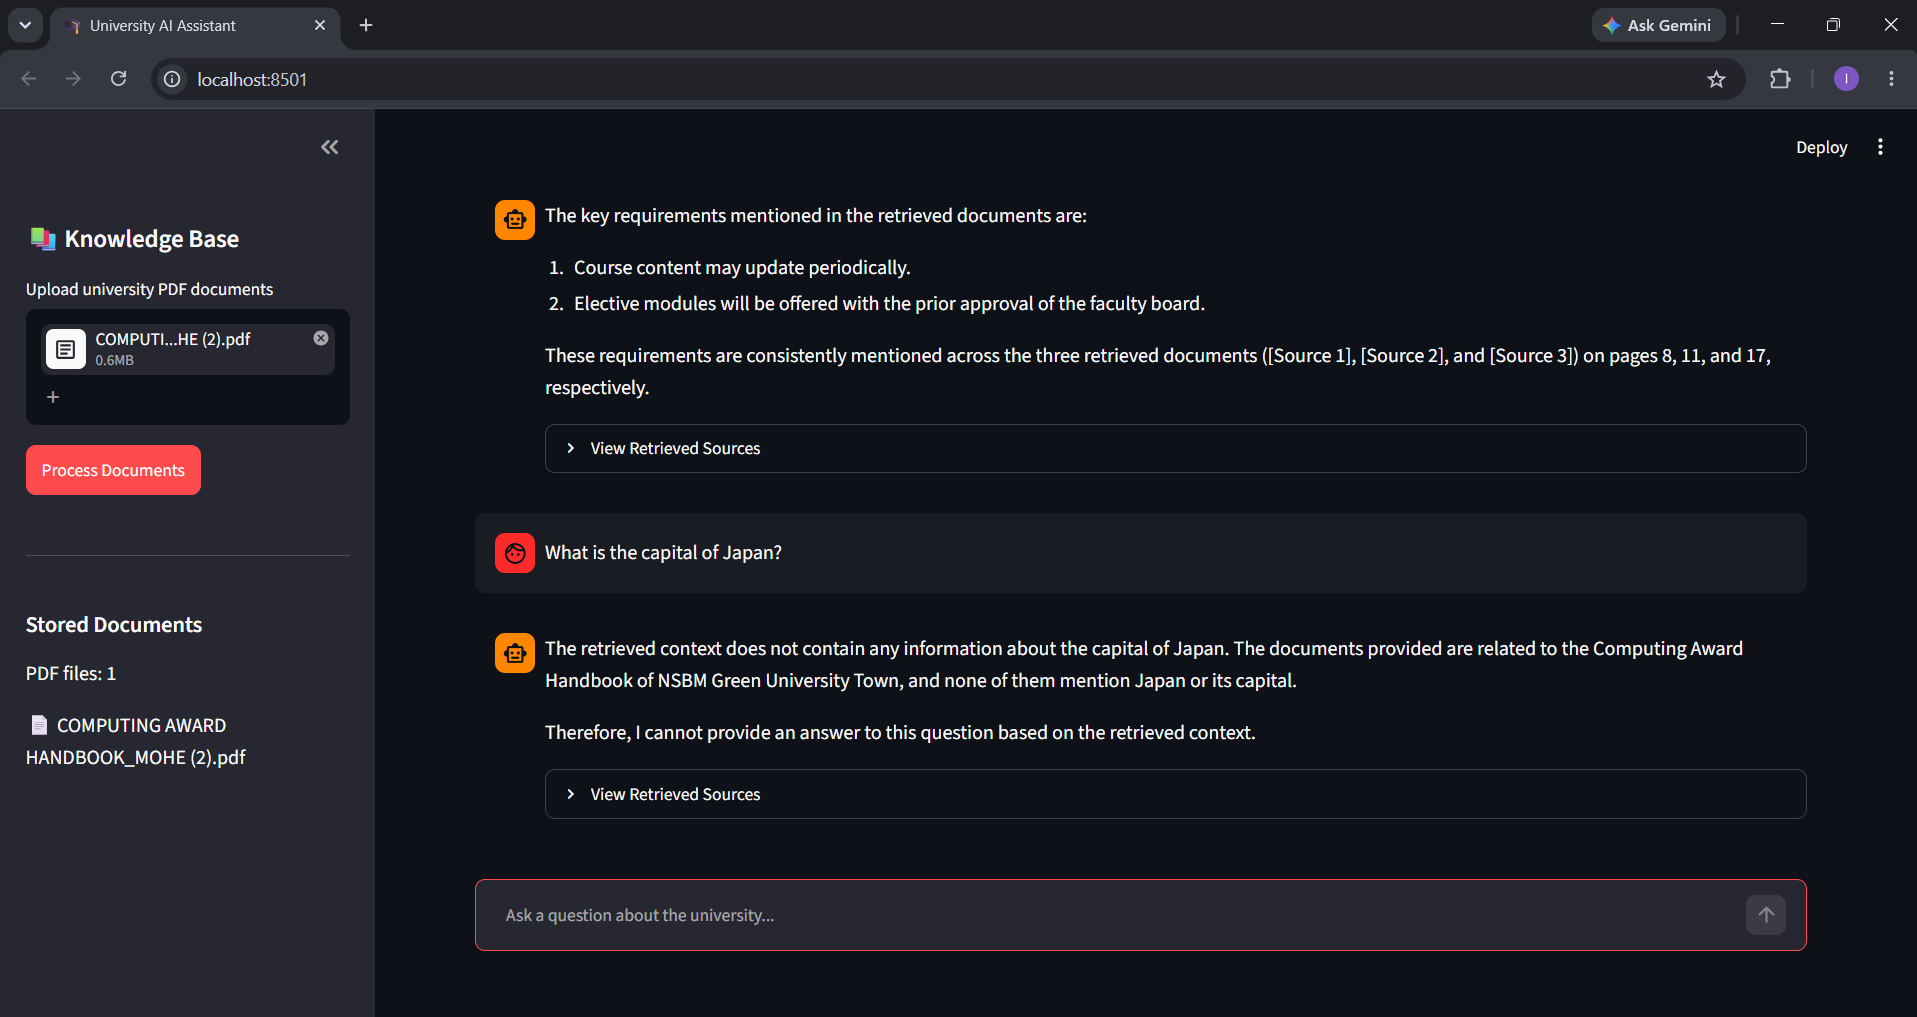 University AI Assistant
Ask Gemini
localhost:8501
I
Deploy
Knowledge Base
Upload university PDF documents
COMPUTI...HE (2).pdf
0.6MB
Process Documents
Stored Documents
PDF files: 1
COMPUTING AWARD
HANDBOOK_MOHE (2).pdf
The key requirements mentioned in the retrieved documents are:
1. Course content may update periodically.
2. Elective modules will be offered with the prior approval of the faculty board.
These requirements are consistently mentioned across the three retrieved documents ([Source 1], [Source 2], and [Source 3]) on pages 8, 11, and 17,
respectively.
View Retrieved Sources
What is the capital of Japan?
The retrieved context does not contain any information about the capital of Japan. The documents provided are related to the Computing Award
Handbook of NSBM Green University Town, and none of them mention Japan or its capital.
Therefore, I cannot provide an answer to this question based on the retrieved context.
View Retrieved Sources
Ask a question about the university...